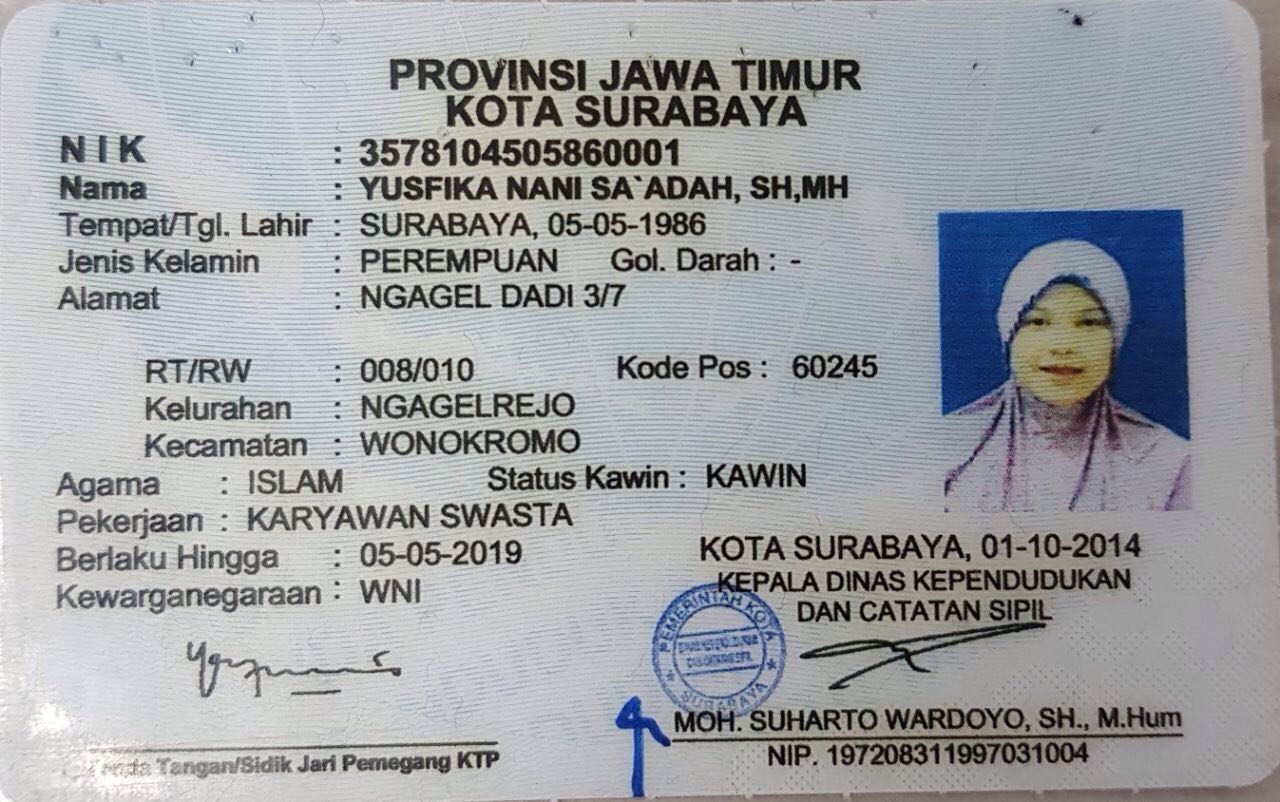 PROVINSI JAWA TIMUR
KOTA SURABAYA
NIK : 3578104505860001
Nama : YUSFIKA NANI SA`ADAH, SH,MH
Tempat/Tgl. Lahir : SURABAYA, 05-05-1986
Jenis Kelamin : PEREMPUAN Gol. Darah : -
Alamat : NGAGEL DADI 3/7
RT/RW : 008/010 Kode Pos : 60245
Kelurahan : NGAGELREJO
Kecamatan : WONOKROMO
Agama : ISLAM Status Kawin : KAWIN
Pekerjaan : KARYAWAN SWASTA
Berlaku Hingga : 05-05-2019
Kewarganegaraan : WNI
KOTA SURABAYA, 01-10-2014
KEPALA DINAS KEPENDUDUKAN
DAN CATATAN SIPIL
PEMERINTAH KOTA
SURABAYA
MOH. SUHARTO WARDOYO, SH., M.Hum
NIP. 197208311997031004
Tanda Tangan/Sidik Jari Pemegang KTP